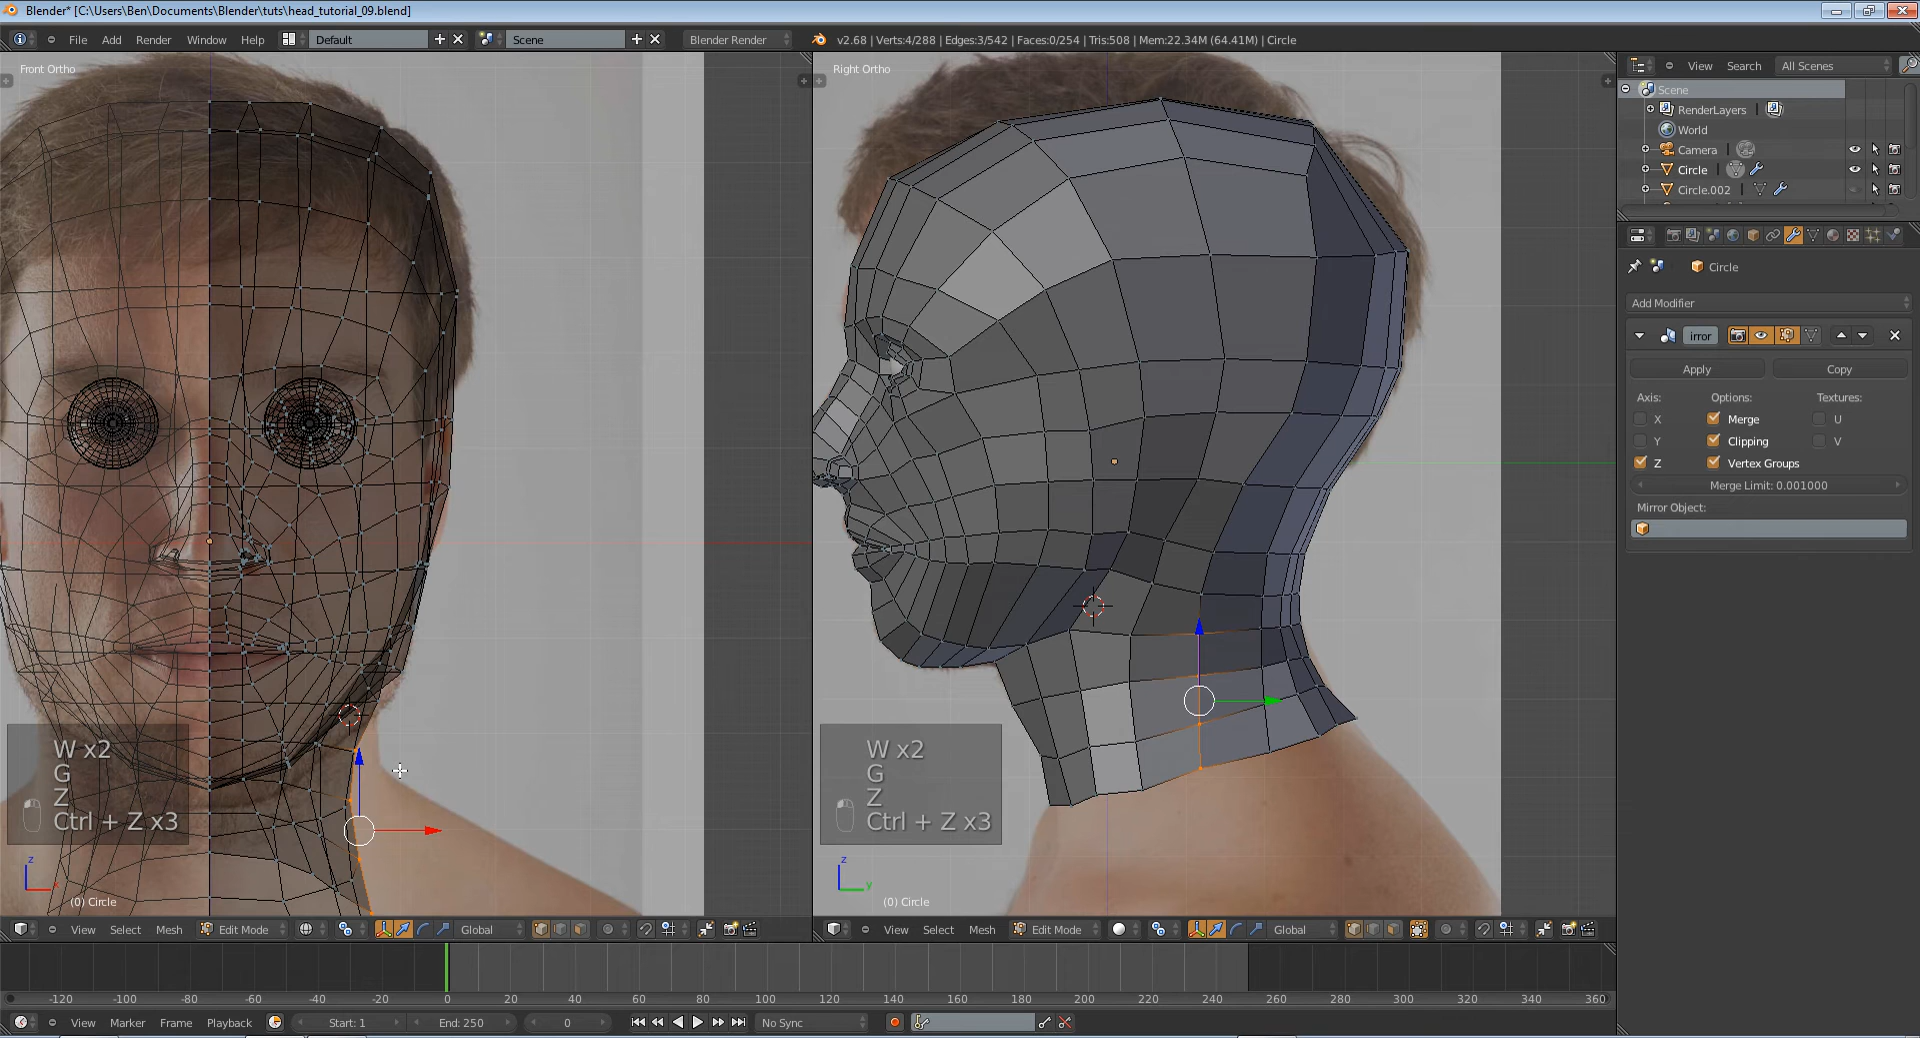 Blender* [C:\Users\Ben\Documents\Blender\tuts\head_tutorial_09.blend]
File Add Render Window Help Default Scene Blender Render v2.68 | Verts:4/288 | Edges:3/542 | Faces:0/254 | Tris:508 | Mem:22.34M (64.41M) | Circle
Front Ortho
Right Ortho
View Search All Scenes
Scene
RenderLayers
World
Camera
Circle
Circle.002
Circle
Add Modifier
irror
Apply Copy
Axis: Options: Textures:
X Merge U
Y Clipping V
Z Vertex Groups
Merge Limit: 0.001000
Mirror Object:
W x2
G
Z
Ctrl + Z x3
z
x
(0) Circle
W x2
G
Z
Ctrl + Z x3
z
y
(0) Circle
View Select Mesh Edit Mode Global
View Select Mesh Edit Mode Global
-120 -100 -80 -60 -40 -20 0 20 40 60 80 100 120 140 160 180 200 220 240 260 280 300 320 340 360
View Marker Frame Playback Start: 1 End: 250 0 No Sync